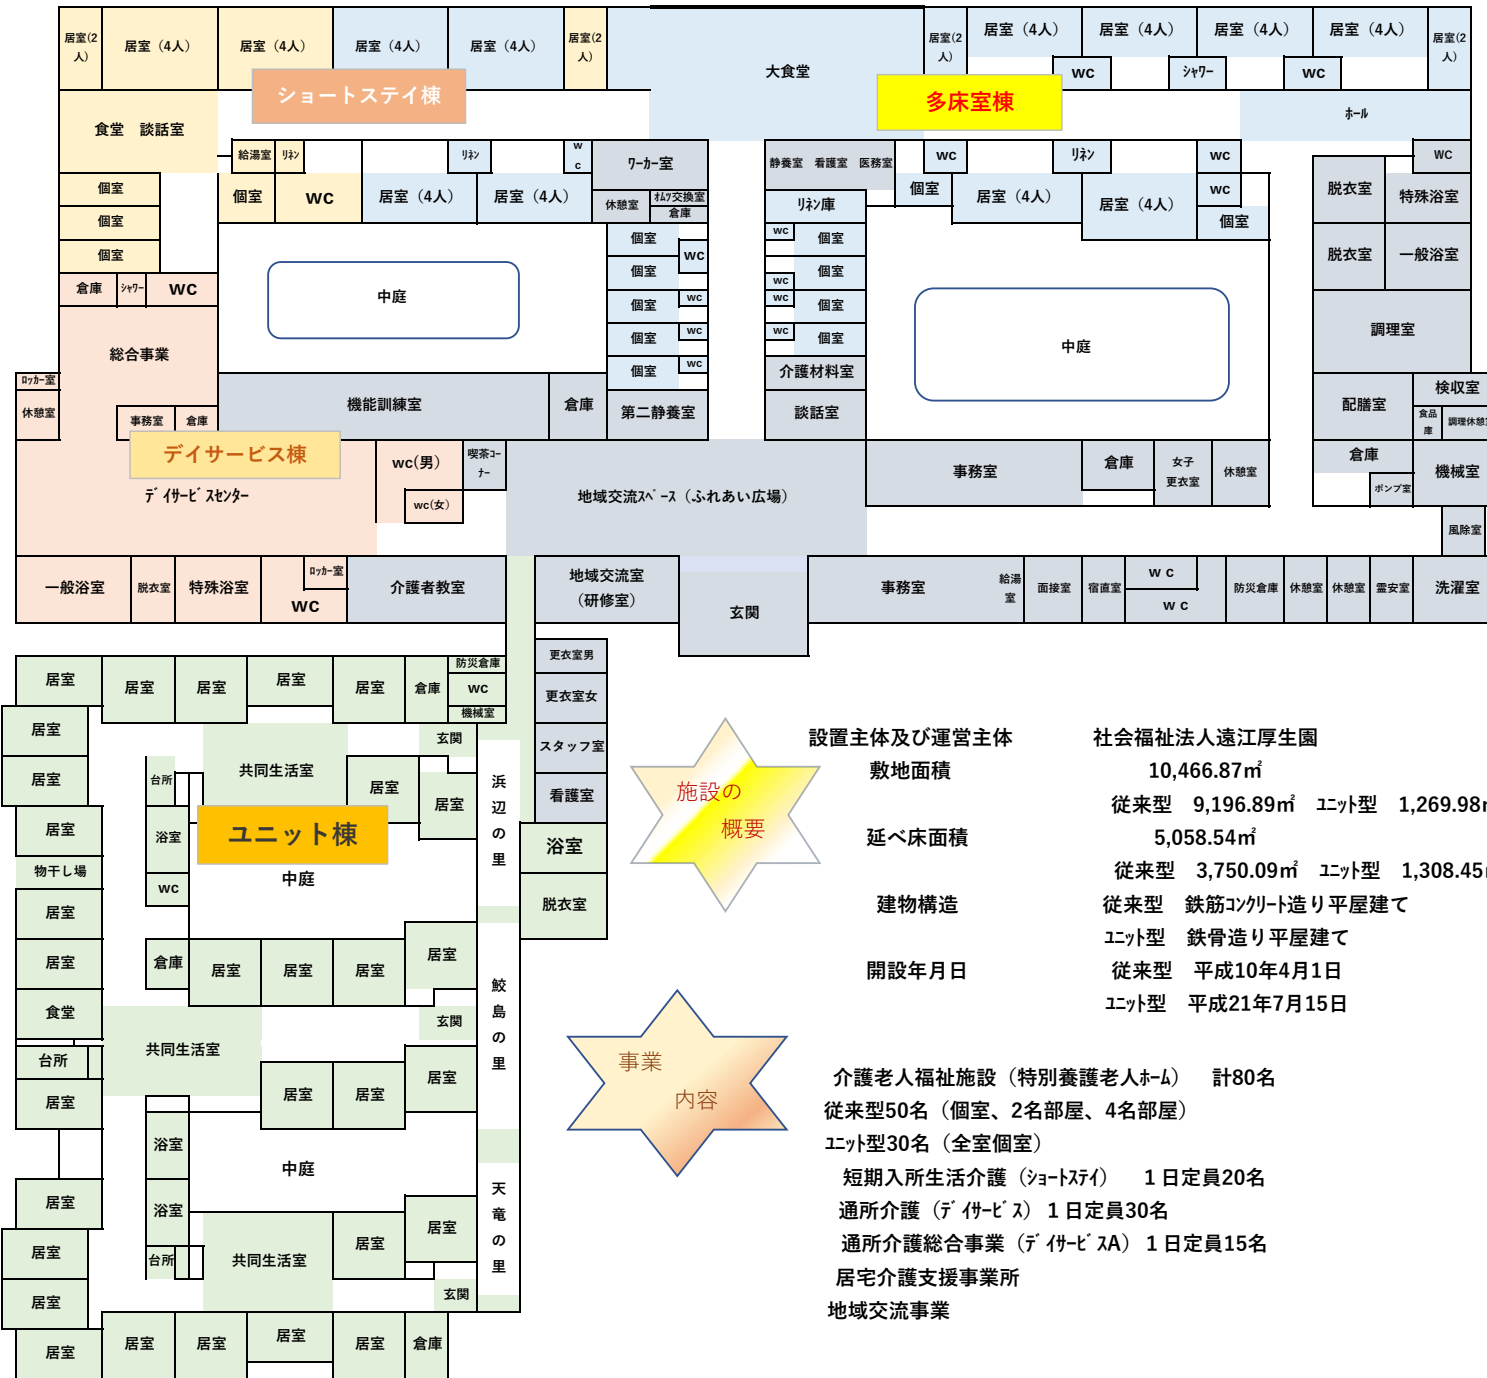 居室(2人)
居室（4人）
居室（4人）
居室（4人）
居室（4人）
居室(2人)
大食堂
居室(2人)
居室（4人）
居室（4人）
居室（4人）
居室（4人）
居室(2人)
ショートステイ棟
多床室棟
wc
ｼｬﾜｰ
wc
ﾎｰﾙ
食堂　談話室
給湯室
ﾘﾈﾝ
ﾘﾈﾝ
wc
ﾜｰｶｰ室
静養室　看護室　医務室
wc
ﾘﾈﾝ
wc
WC
個室
個室
wc
居室（4人）
居室（4人）
休憩室
ｵﾑﾂ交換室
倉庫
ﾘﾈﾝ庫
個室
居室（4人）
居室（4人）
wc
個室
脱衣室
特殊浴室
個室
個室
個室
wc
wc
個室
脱衣室
一般浴室
倉庫
ｼｬﾜｰ
wc
中庭
個室
wc
個室
wc
個室
wc
wc
個室
個室
wc
wc
個室
中庭
調理室
総合事業
個室
wc
介護材料室
ﾛｯｶｰ室
休憩室
事務室
倉庫
機能訓練室
倉庫
第二静養室
談話室
配膳室
検収室
食品庫
調理休憩室
デイサービス棟
ﾃﾞｲｻｰﾋﾞｽｾﾝﾀｰ
wc(男)
wc(女)
喫茶ｺｰﾅｰ
地域交流ｽﾍﾟｰｽ（ふれあい広場）
事務室
倉庫
女子更衣室
休憩室
倉庫
ﾎﾟﾝﾌﾟ室
機械室
風除室
一般浴室
脱衣室
特殊浴室
ﾛｯｶｰ室
wc
介護者教室
地域交流室
（研修室）
玄関
事務室
給湯室
面接室
宿直室
w c
w c
防災倉庫
休憩室
休憩室
霊安室
洗濯室
居室
居室
居室
居室
居室
倉庫
防災倉庫
wc
機械室
更衣室男
更衣室女
スタッフ室
看護室
浴室
脱衣室
居室
居室
居室
物干し場
居室
居室
食堂
台所
居室
居室
居室
居室
居室
共同生活室
玄関
台所
居室
居室
浴室
wc
ユニット棟
中庭
浜辺の里
倉庫
居室
居室
居室
居室
鮫島の里
玄関
共同生活室
居室
居室
居室
浴室
中庭
浴室
台所
共同生活室
居室
居室
天竜の里
玄関
居室
居室
居室
居室
倉庫
施設の
概要
設置主体及び運営主体　社会福祉法人遠江厚生園
敷地面積　10,466.87㎡
従来型　9,196.89㎡　ﾕﾆｯﾄ型　1,269.98㎡
延べ床面積　5,058.54㎡
従来型　3,750.09㎡　ﾕﾆｯﾄ型　1,308.45㎡
建物構造　従来型　鉄筋ｺﾝｸﾘｰﾄ造り平屋建て
ﾕﾆｯﾄ型　鉄骨造り平屋建て
開設年月日　従来型　平成10年4月1日
ﾕﾆｯﾄ型　平成21年7月15日
事業
内容
介護老人福祉施設（特別養護老人ﾎｰﾑ）　計80名
従来型50名（個室、2名部屋、4名部屋）
ﾕﾆｯﾄ型30名（全室個室）
短期入所生活介護（ｼｮｰﾄｽﾃｲ）　１日定員20名
通所介護（ﾃﾞｲｻｰﾋﾞｽ）１日定員30名
通所介護総合事業（ﾃﾞｲｻｰﾋﾞｽA）１日定員15名
居宅介護支援事業所
地域交流事業